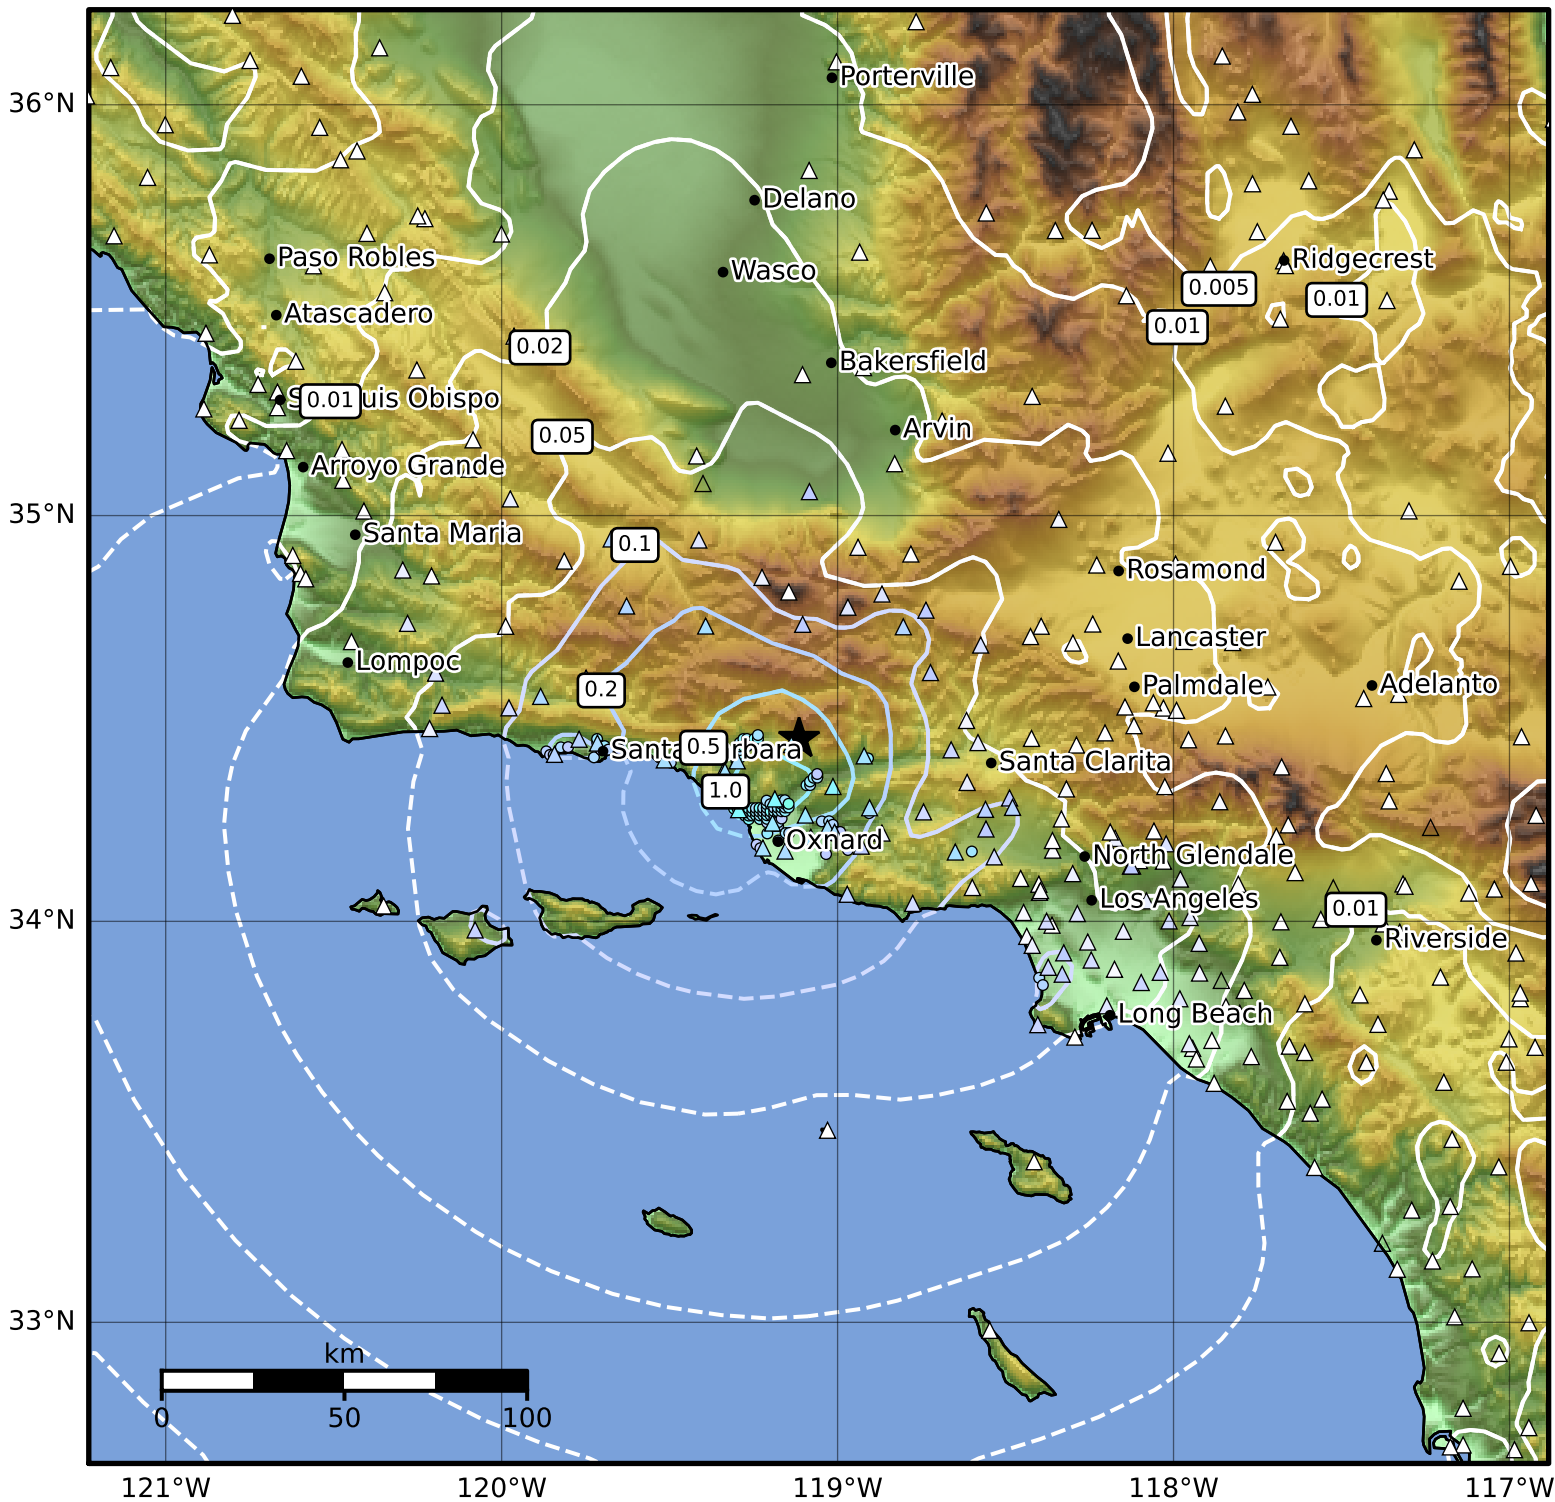 Porterville
36°N
Delano
Paso Robles
Wasco
Ridgecrest
0.005
0.01
Atascadero
0.01
0.02
Bakersfield
S
0.01
uis Obispo
0.05
Arvin
Arroyo Grande
35°N
Santa Maria
0.1
Rosamond
Lancaster
Lompoc
0.2
Palmdale
Adelanto
Santa
0.5
rbara
Santa Clarita
1.0
Oxnard
North Glendale
Los Angeles
0.01
34°N
Riverside
Long Beach
33°N
km
0
50
100
121°W
120°W
119°W
118°W
117°W